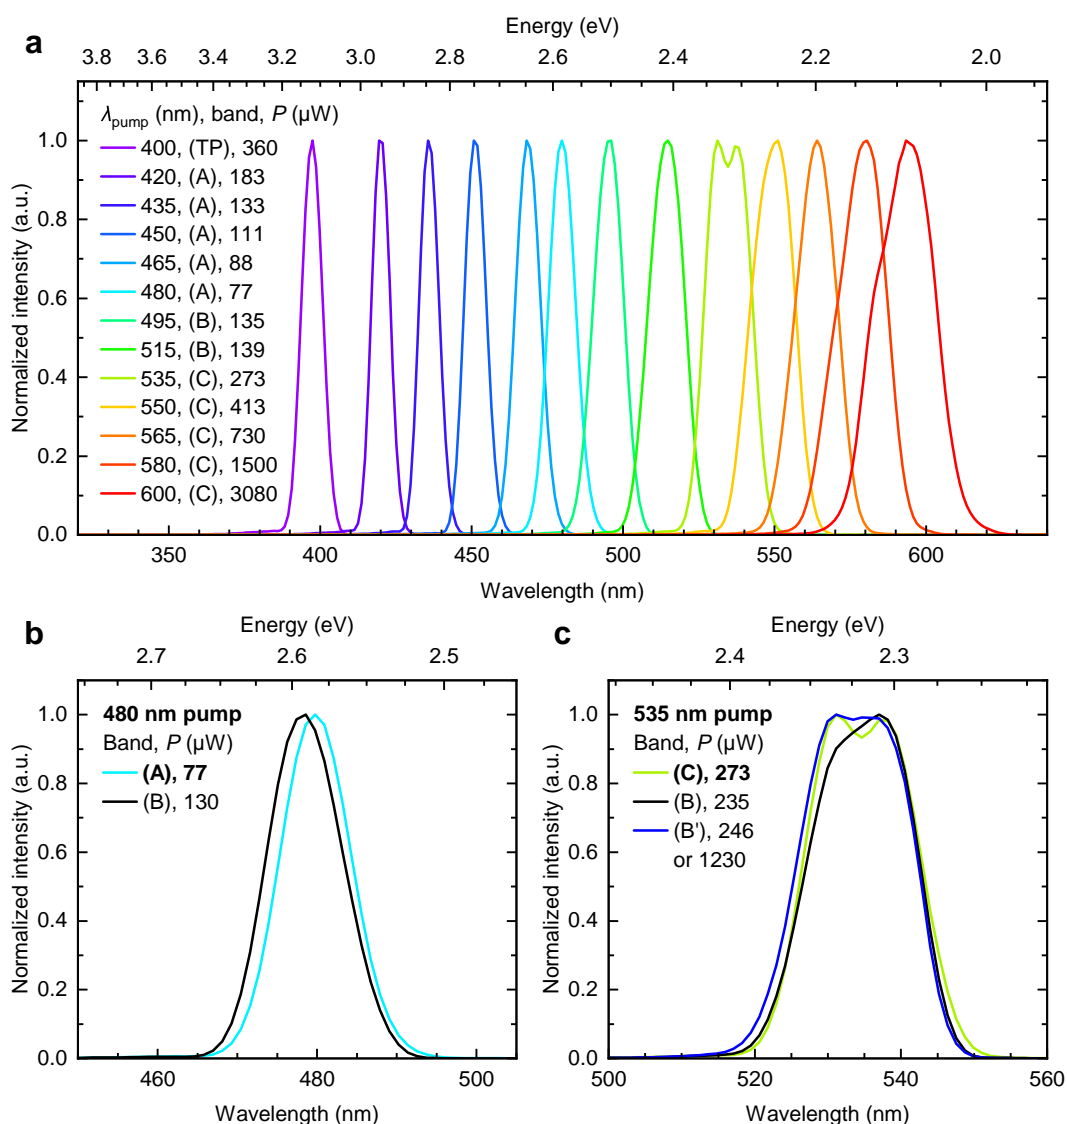 a
Energy (eV)
3.8 3.6 3.4 3.2 3.0 2.8 2.6 2.4 2.2 2.0
λpump (nm), band, P (µW)
400, (TP), 360
420, (A), 183
435, (A), 133
450, (A), 111
465, (A), 88
480, (A), 77
495, (B), 135
515, (B), 139
535, (C), 273
550, (C), 413
565, (C), 730
580, (C), 1500
600, (C), 3080
Normalized intensity (a.u.)
1.0
0.8
0.6
0.4
0.2
0.0
350 400 450 500 550 600
Wavelength (nm)
b
Energy (eV)
2.7 2.6 2.5
480 nm pump
Band, P (µW)
(A), 77
(B), 130
Normalized intensity (a.u.)
1.0
0.8
0.6
0.4
0.2
0.0
460 480 500
Wavelength (nm)
c
Energy (eV)
2.4 2.3
535 nm pump
Band, P (µW)
(C), 273
(B), 235
(B'), 246
or 1230
Normalized intensity (a.u.)
1.0
0.8
0.6
0.4
0.2
0.0
500 520 540 560
Wavelength (nm)